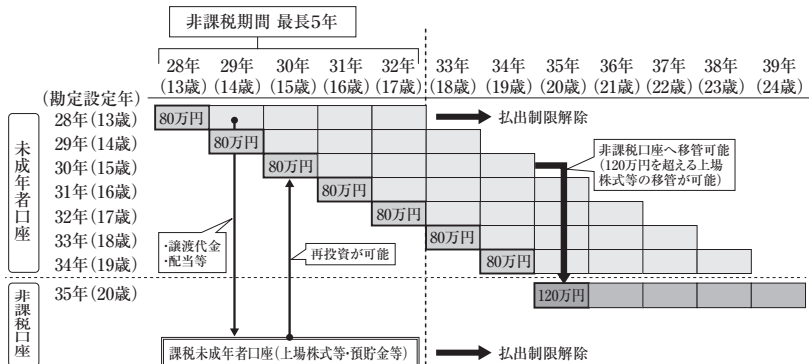 非課税期間 最長5年
28年 29年 30年 31年 32年 33年 34年 35年 36年 37年 38年 39年
(13歳) (14歳) (15歳) (16歳) (17歳) (18歳) (19歳) (20歳) (21歳) (22歳) (23歳) (24歳)
(勘定設定年)
未成年者口座
28年(13歳) 80万円 払出制限解除
29年(14歳) 80万円
30年(15歳) 80万円
31年(16歳) 80万円
32年(17歳) 80万円
33年(18歳) 80万円
34年(19歳) 80万円
非課税口座へ移管可能
(120万円を超える上場
株式等の移管が可能)
・譲渡代金
・配当等
再投資が可能
非課税口座
35年(20歳) 120万円
課税未成年者口座(上場株式等・預貯金等) 払出制限解除